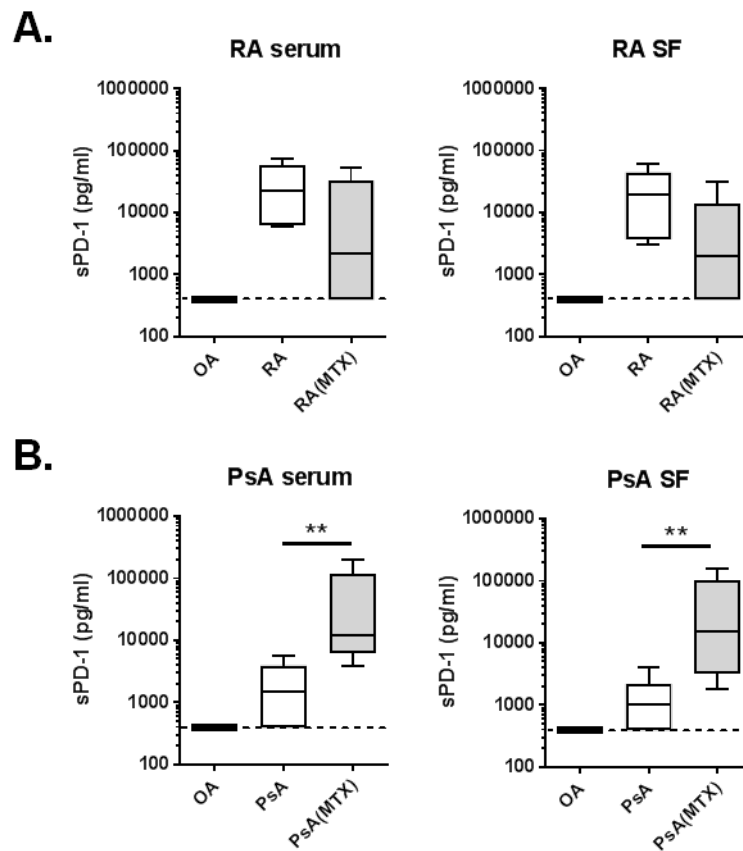 A.
RA serum
RA SF
sPD-1 (pg/ml)
1000000
100000
10000
1000
100
OA
RA
RA(MTX)
sPD-1 (pg/ml)
1000000
100000
10000
1000
100
OA
RA
RA(MTX)
B.
PsA serum
PsA SF
sPD-1 (pg/ml)
1000000
100000
10000
1000
100
**
OA
PsA
PsA(MTX)
sPD-1 (pg/ml)
1000000
100000
10000
1000
100
**
OA
PsA
PsA(MTX)